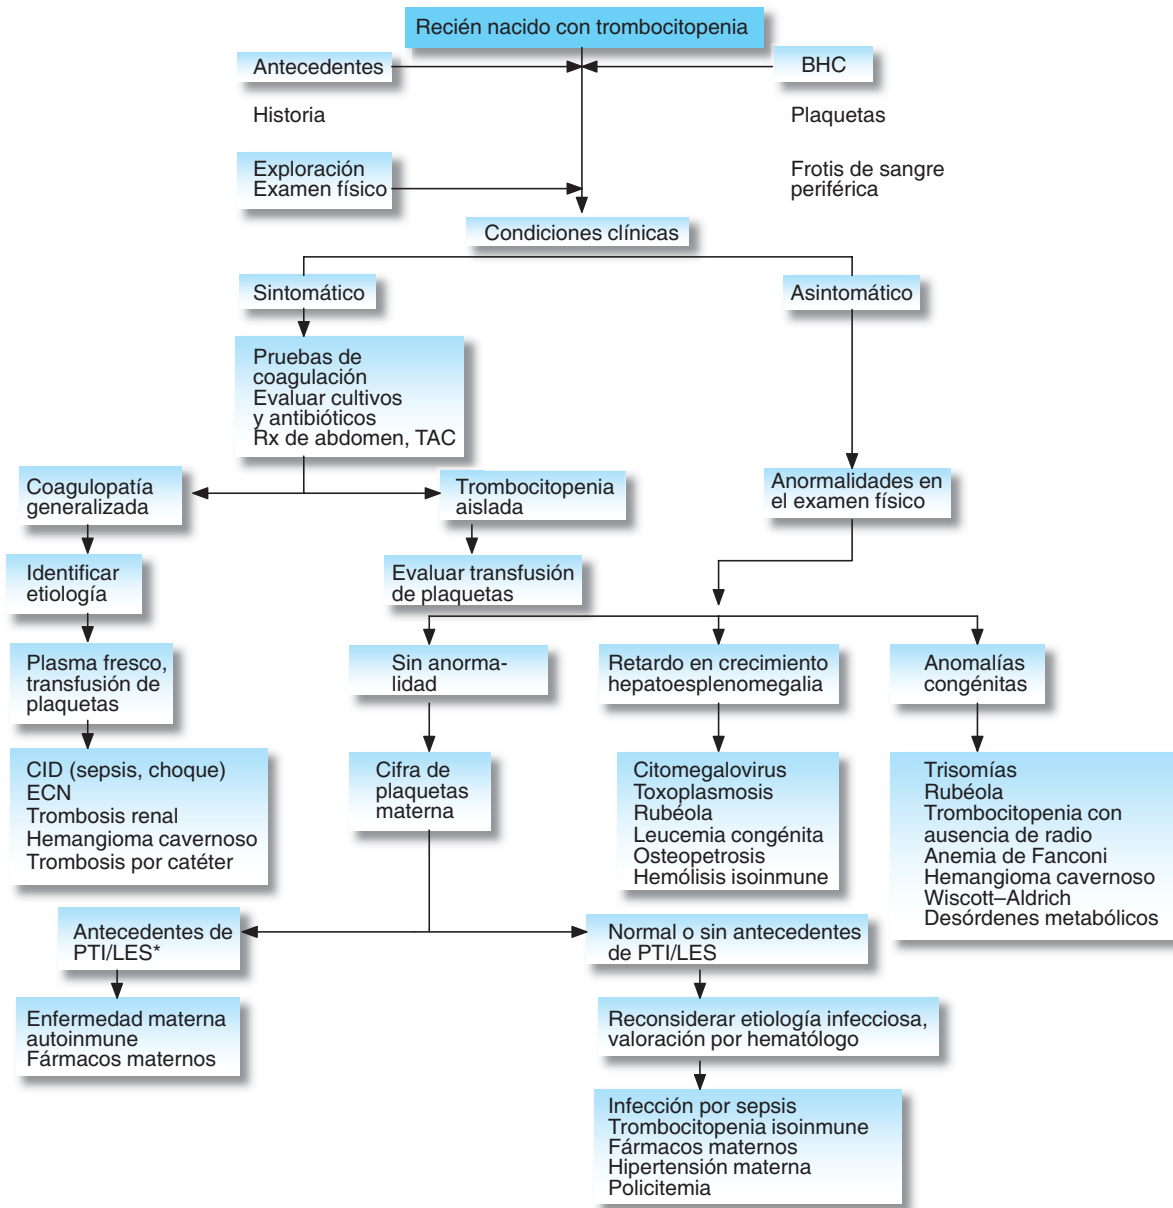 Recién nacido con trombocitopenia
Antecedentes
BHC
Historia
Plaquetas
Exploración
Examen físico
Frotis de sangre
periférica
Condiciones clínicas
Sintomático
Asintomático
Pruebas de
coagulación
Evaluar cultivos
y antibióticos
Rx de abdomen, TAC
Coagulopatía
generalizada
Trombocitopenia
aislada
Anormalidades en
el examen físico
Identificar
etiología
Evaluar transfusión
de plaquetas
Plasma fresco,
transfusión de
plaquetas
Sin anorma-
lidad
Retardo en crecimiento
hepatoesplenomegalia
Anomalías
congénitas
CID (sepsis, choque)
ECN
Trombosis renal
Hemangioma cavernoso
Trombosis por catéter
Cifra de
plaquetas
materna
Citomegalovirus
Toxoplasmosis
Rubéola
Leucemia congénita
Osteopetrosis
Hemólisis isoinmune
Trisomías
Rubéola
Trombocitopenia con
ausencia de radio
Anemia de Fanconi
Hemangioma cavernoso
Wiscott–Aldrich
Desórdenes metabólicos
Antecedentes de
PTI/LES*
Normal o sin antecedentes
de PTI/LES
Enfermedad materna
autoinmune
Fármacos maternos
Reconsiderar etiología infecciosa,
valoración por hematólogo
Infección por sepsis
Trombocitopenia isoinmune
Fármacos maternos
Hipertensión materna
Policitemia